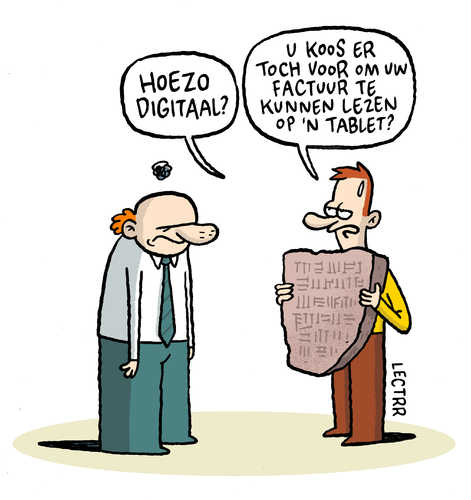 HOEZO
DIGITAAL?
U KOOS ER
TOCH VOOR OM UW
FACTUUR TE
KUNNEN LEZEN
OP 'N TABLET?
LECTRR